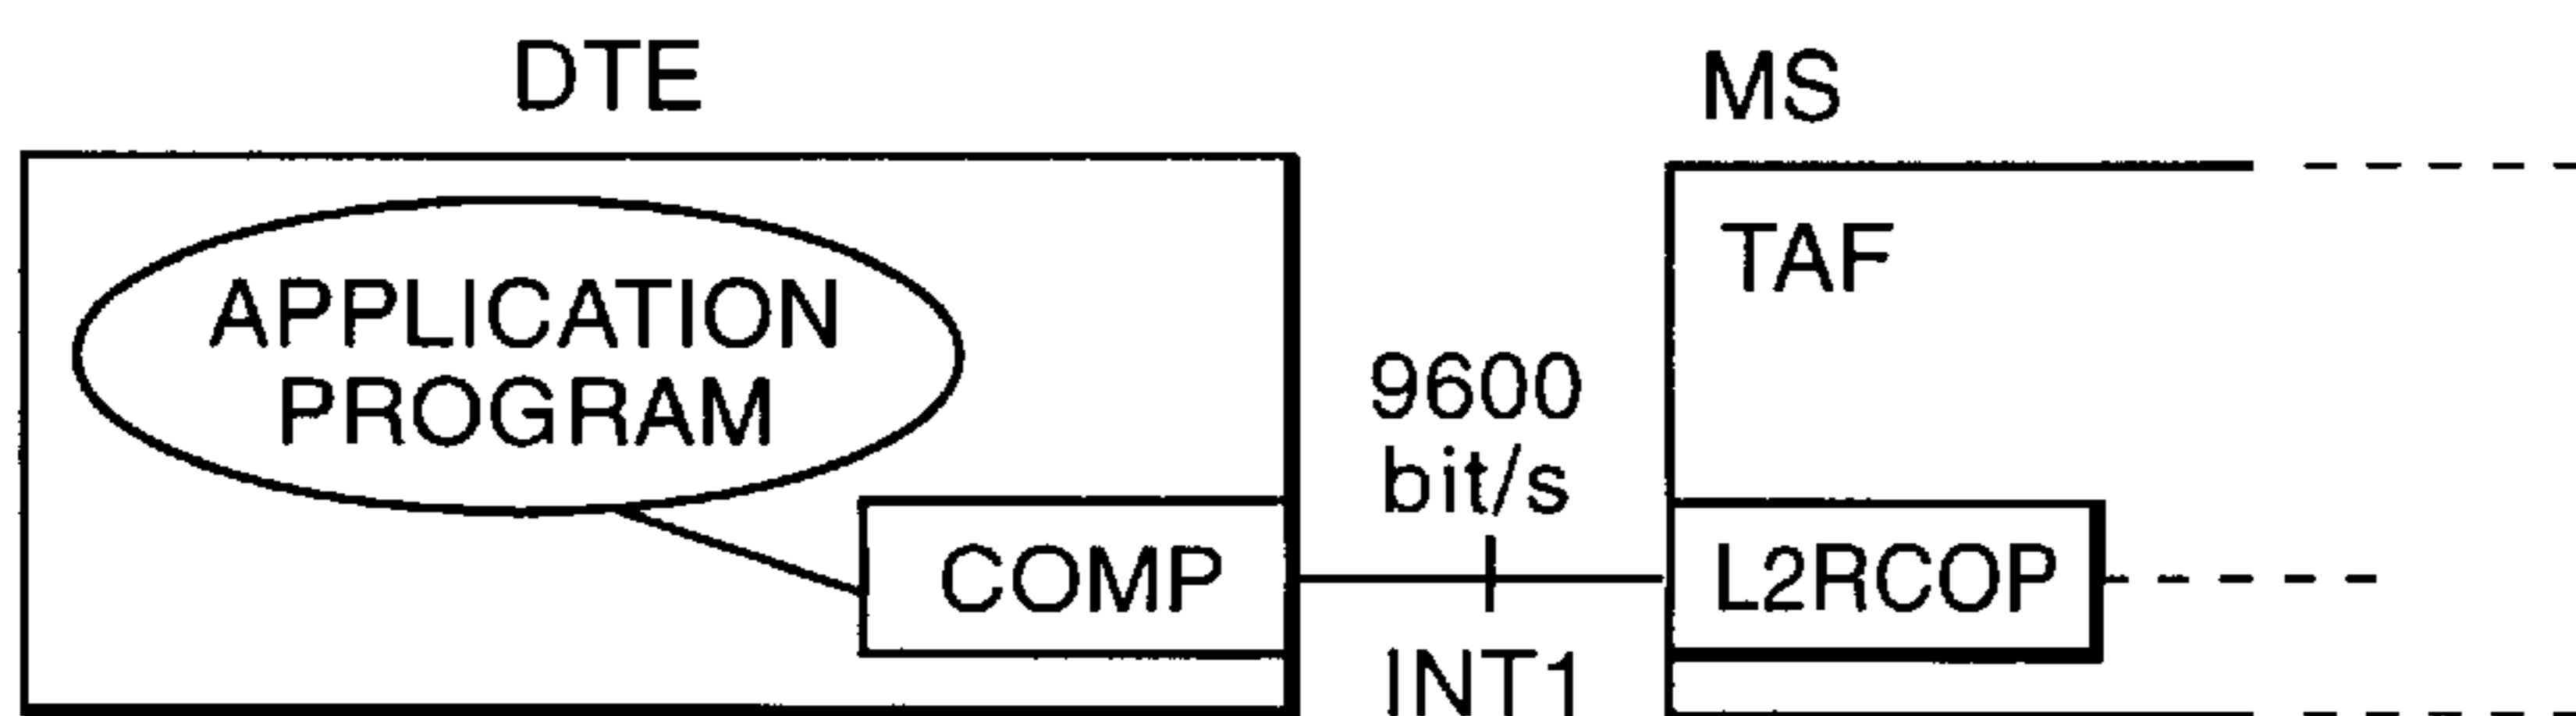 DTE
MS
APPLICATION
PROGRAM
TAF
9600
bit/s
COMP
L2RCOP
INT1